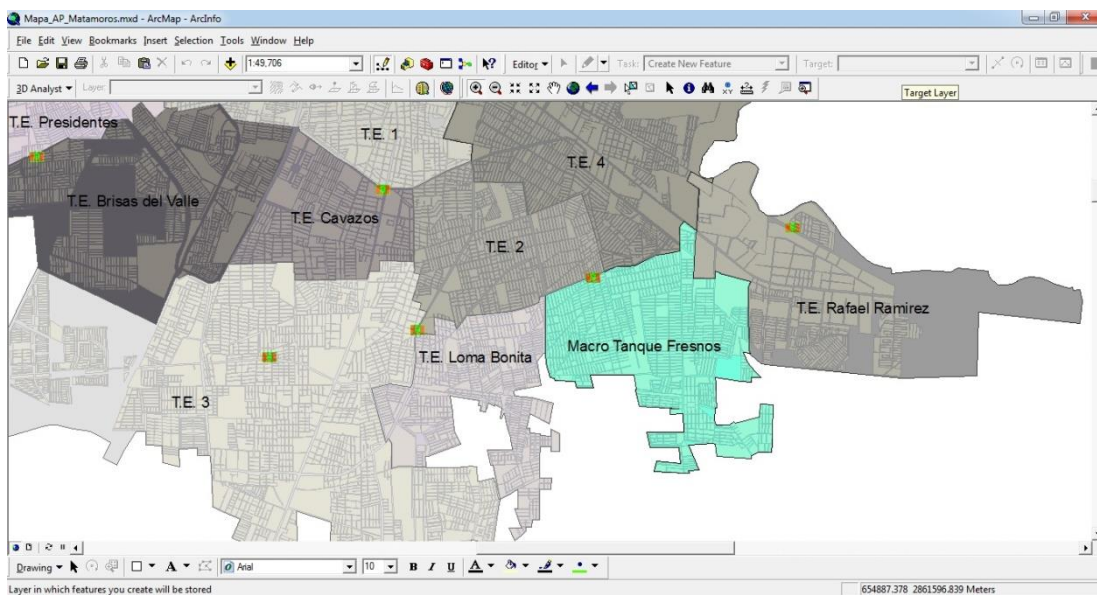 Mapa_AP_Matamoros.mxd - ArcMap - ArcInfo
File Edit View Bookmarks Insert Selection Tools Window Help
1:49,706 Editor Task: Create New Feature Target:
3D Analyst Layer:
Target Layer
T.E. Presidentes
T.E. 1
T.E. 4
T.E. Brisas del Valle
T.E. Cavazos
T.E. 2
T.E. Rafael Ramirez
Macro Tanque Fresnos
T.E. Loma Bonita
T.E. 3
Drawing A Arial 10 B I U A
Layer in which features you create will be stored 654887.378 2861596.839 Meters